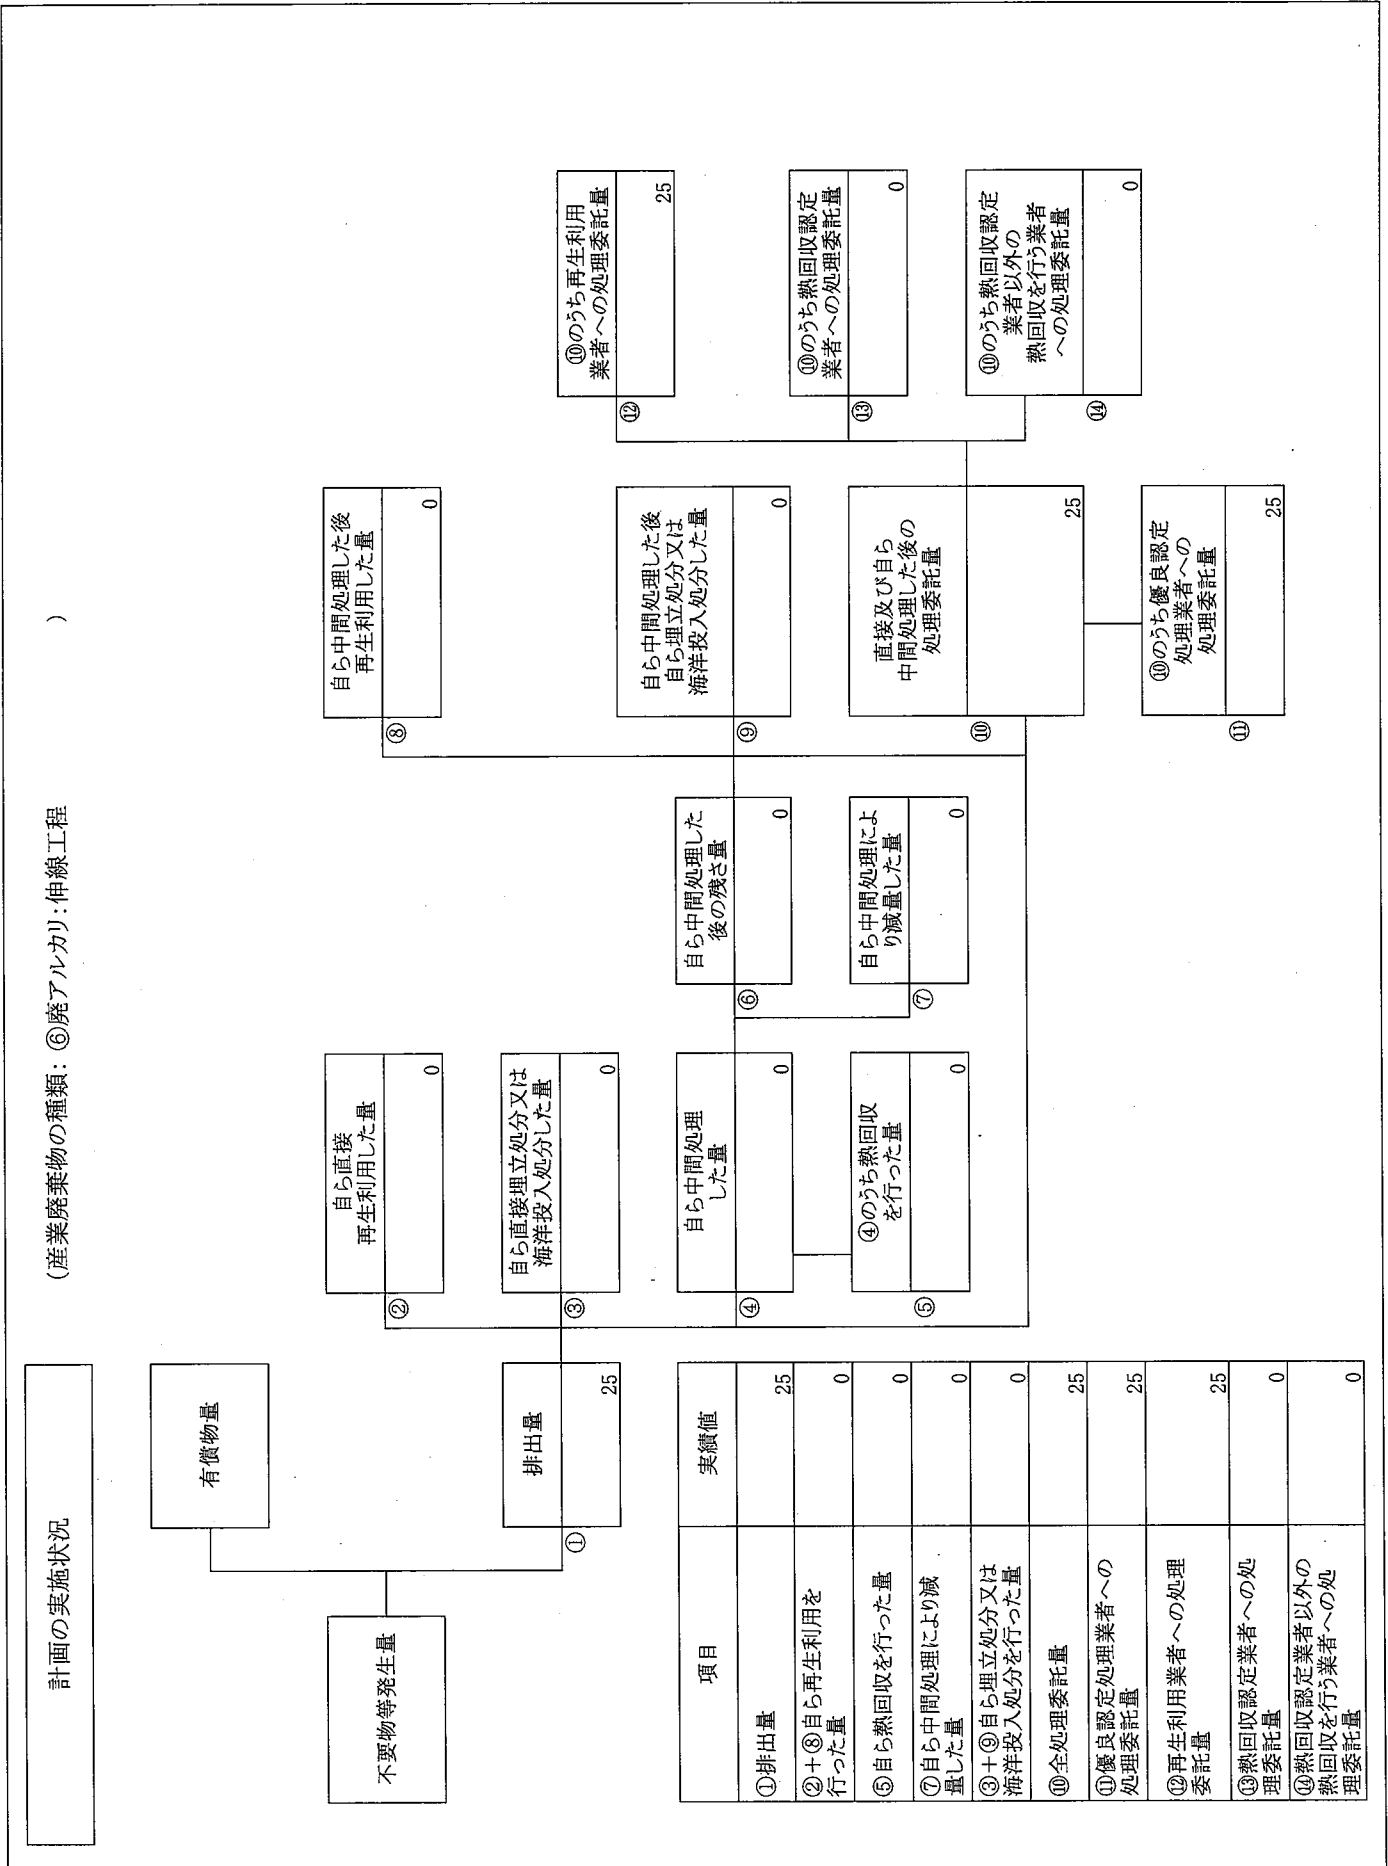 計画の実施状況
(産業廃棄物の種類：⑥廃アルカリ：伸線工程　　　　　)
不要物等発生量
有償物量
①
排出量
25
②
自ら直接
再生利用した量
0
③
自ら直接埋立処分又は
海洋投入処分した量
0
④
自ら中間処理
した量
0
⑤
④のうち熱回収
を行った量
0
⑥
自ら中間処理した
後の残さ量
0
⑦
自ら中間処理によ
り減量した量
0
⑧
自ら中間処理した後
再生利用した量
0
⑨
自ら中間処理した後
自ら埋立処分又は
海洋投入処分した量
0
⑩
直接及び自ら
中間処理した後の
処理委託量
25
⑪
⑩のうち優良認定
処理業者への
処理委託量
25
⑫
⑩のうち再生利用
業者への処理委託量
25
⑬
⑩のうち熱回収認定
業者への処理委託量
0
⑭
⑩のうち熱回収認定
業者以外の
熱回収を行う業者
への処理委託量
0
項目 実績値
①排出量 25
②+⑧自ら再生利用を
行った量 0
⑤自ら熱回収を行った量 0
⑦自ら中間処理により減
量した量 0
③+⑨自ら埋立処分又は
海洋投入処分を行った量 0
⑩全処理委託量 25
⑪優良認定処理業者への
処理委託量 25
⑫再生利用業者への処理
委託量 25
⑬熱回収認定業者への処
理委託量 0
⑭熱回収認定業者以外の
熱回収を行う業者への処
理委託量 0